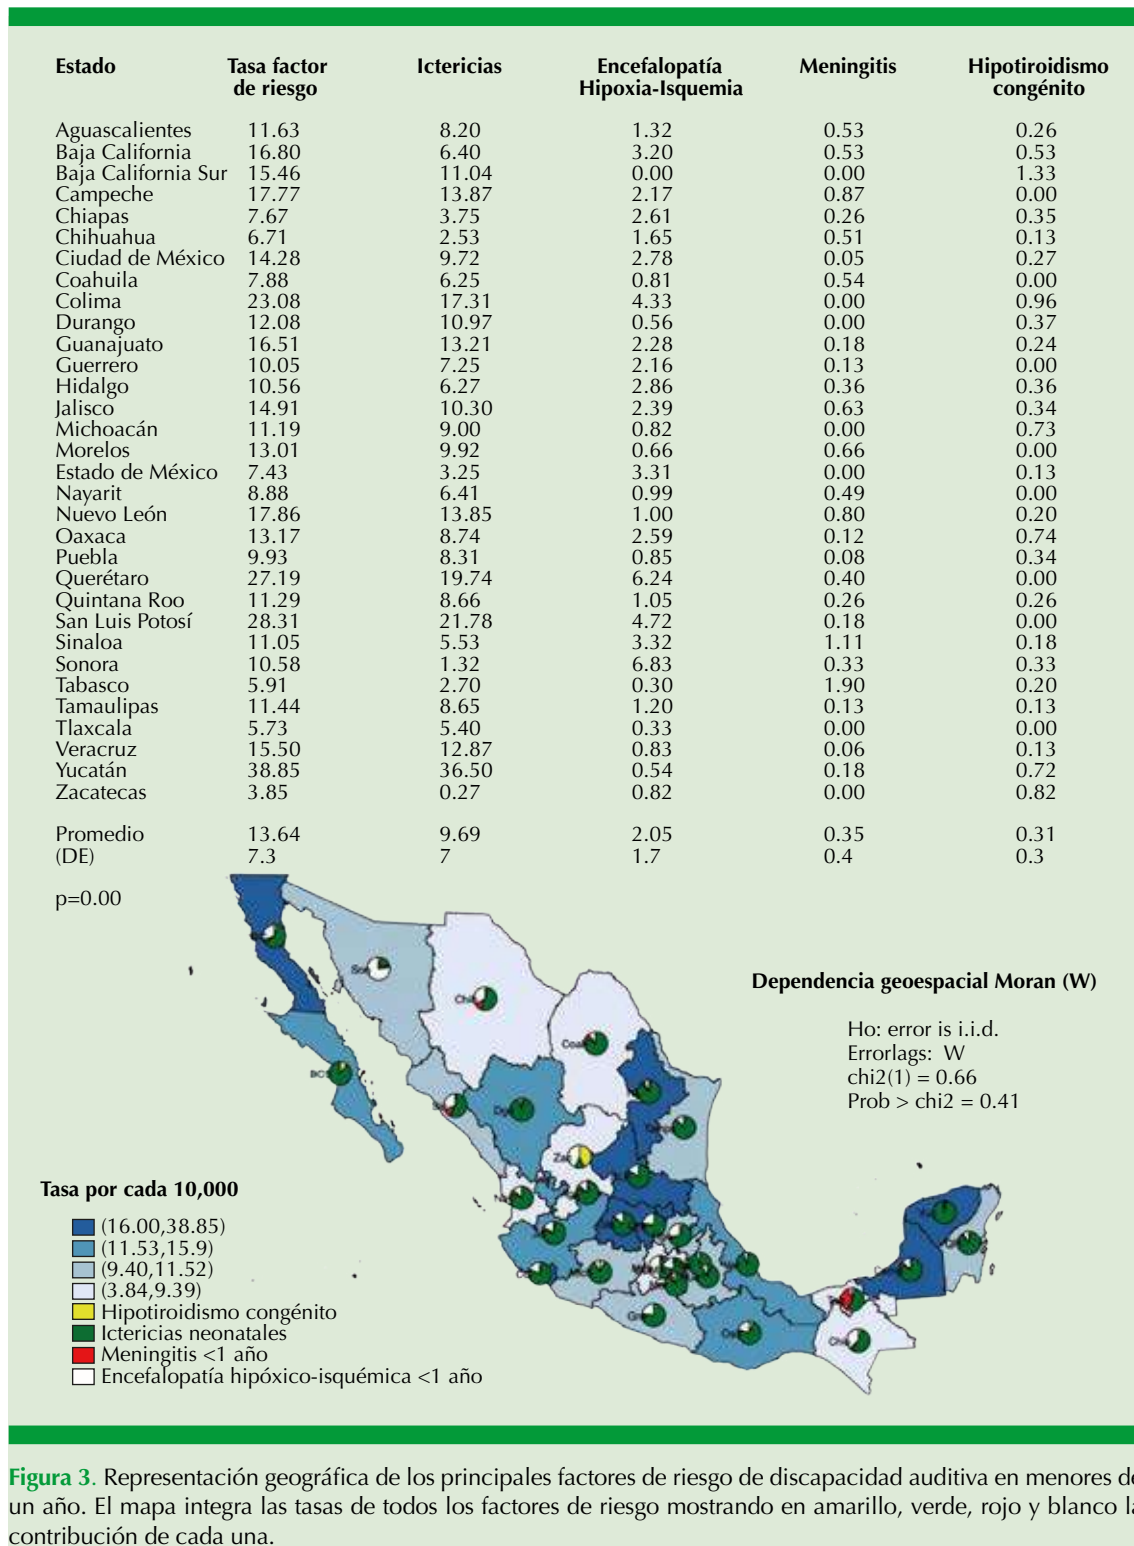 Estado Tasa factor de riesgo Ictericias Encefalopatía Hipoxia-Isquemia Meningitis Hipotiroidismo congénito
Aguascalientes 11.63 8.20 1.32 0.53 0.26
Baja California 16.80 6.40 3.20 0.53 0.53
Baja California Sur 15.46 0.00 11.04 0.00 1.33
Campeche 17.77 13.87 2.17 0.87 0.00
Chiapas 7.67 3.75 2.61 0.26 0.35
Chihuahua 6.71 2.53 1.65 0.51 0.13
Ciudad de México 14.28 9.72 2.78 0.05 0.27
Coahuila 7.88 6.25 0.81 0.54 0.00
Colima 23.08 17.31 4.33 0.00 0.96
Durango 12.08 10.97 0.56 0.00 0.37
Guanajuato 16.51 13.21 2.28 0.18 0.24
Guerrero 10.05 7.25 2.16 0.13 0.00
Hidalgo 10.56 6.27 2.86 0.36 0.36
Jalisco 14.91 10.30 2.39 0.63 0.34
Michoacán 11.19 9.00 0.82 0.00 0.73
Morelos 13.01 9.92 0.66 0.66 0.00
Estado de México 7.43 3.25 3.31 0.00 0.13
Nayarit 8.88 6.41 0.99 0.49 0.00
Nuevo León 17.86 13.85 1.00 0.80 0.20
Oaxaca 13.17 8.74 2.59 0.12 0.74
Puebla 9.93 8.31 0.85 0.08 0.34
Querétaro 27.19 19.74 6.24 0.40 0.00
Quintana Roo 11.29 8.66 1.05 0.26 0.26
San Luis Potosí 28.31 21.78 4.72 0.18 0.00
Sinaloa 11.05 5.53 3.32 1.11 0.18
Sonora 10.58 1.32 6.83 0.33 0.33
Tabasco 5.91 2.70 0.30 1.90 0.20
Tamaulipas 11.44 8.65 1.20 0.13 0.13
Tlaxcala 5.73 5.40 0.33 0.00 0.00
Veracruz 15.50 12.87 0.83 0.06 0.13
Yucatán 38.85 36.50 0.54 0.18 0.72
Zacatecas 3.85 0.27 0.82 0.00 0.82
Promedio 13.64 9.69 2.05 0.35 0.31
(DE) 7.3 7 1.7 0.4 0.3
p=0.00
Dependencia geoespacial Moran (W)
Ho: error is i.i.d.
Errorlags: W
chi2(1) = 0.66
Prob > chi2 = 0.41
Tasa por cada 10,000
(16.00,38.85)
(11.53,15.9)
(9.40,11.52)
(3.84,9.39)
Hipotiroidismo congénito
Ictericias neonatales
Meningitis <1 año
Encefalopatía hipóxico-isquémica <1 año
Figura 3. Representación geográfica de los principales factores de riesgo de discapacidad auditiva en menores de
un año. El mapa integra las tasas de todos los factores de riesgo mostrando en amarillo, verde, rojo y blanco la
contribución de cada una.